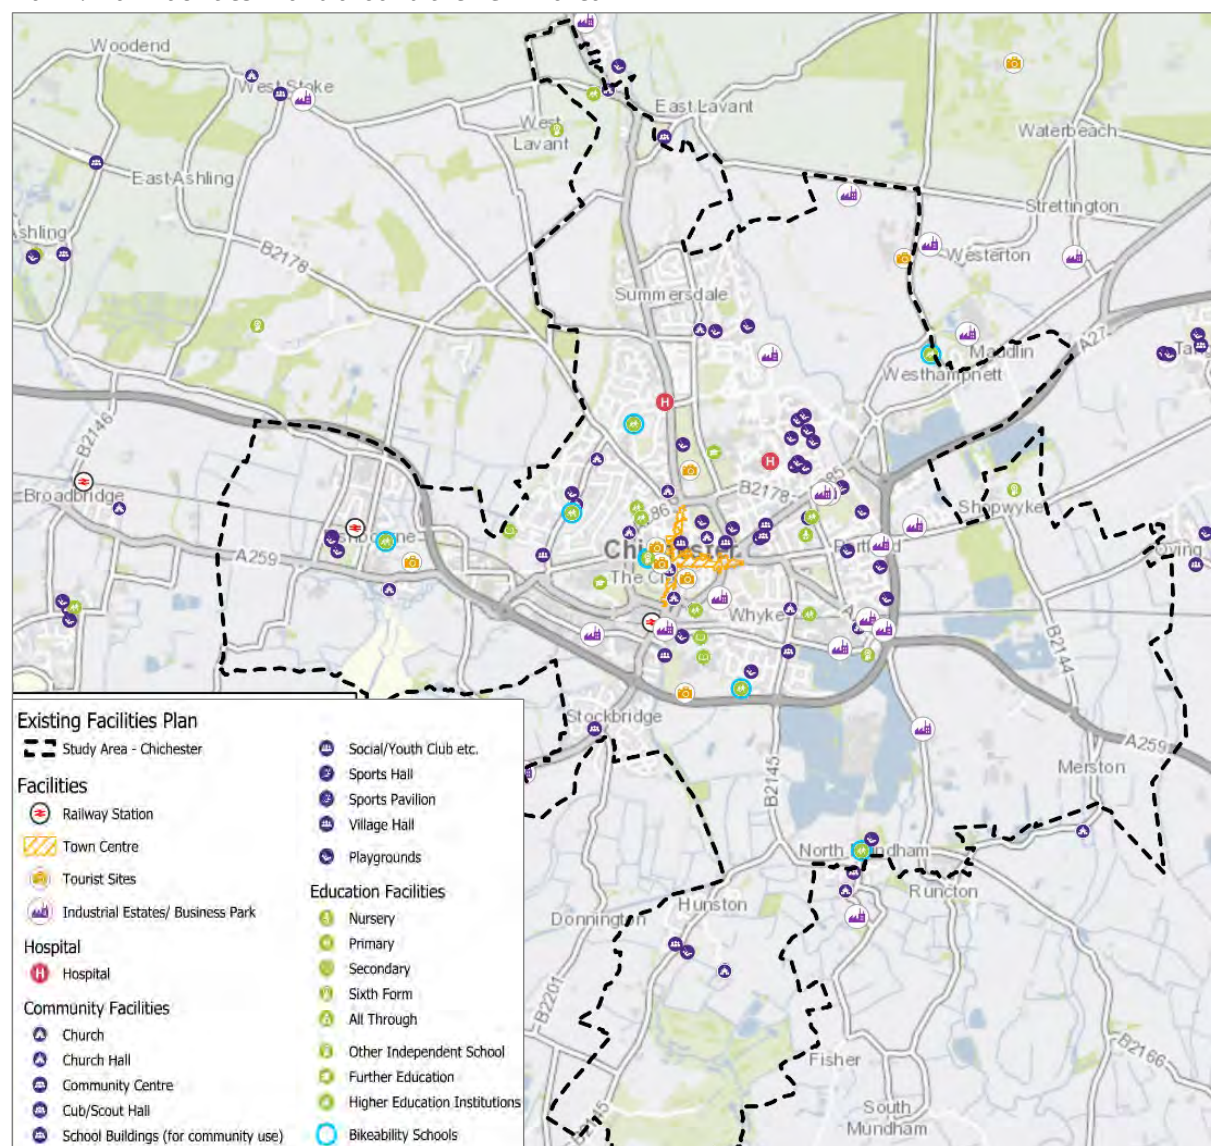 Woodend
West Stoke
East Lavant
West
Lavant
Waterbeach
East Ashling
Strettington
Ashling
B2178
Westerton
Summersdale
A27
Maudlin
Westhampnett
B2146
Broadbridge
B2178
Shopwyke
A259
Chichester
The City
Whyke
B2144
Stockbridge
A259
Merston
B2145
North Mundham
Runcton
Hunston
Donnington
B2201
Fisher
B2166
South
Mundham
Existing Facilities Plan
Study Area - Chichester
Facilities
Railway Station
Town Centre
Tourist Sites
Industrial Estates/ Business Park
Hospital
Hospital
Community Facilities
Church
Church Hall
Community Centre
Cub/Scout Hall
School Buildings (for community use)
Social/Youth Club etc.
Sports Hall
Sports Pavilion
Village Hall
Playgrounds
Education Facilities
Nursery
Primary
Secondary
Sixth Form
All Through
Other Independent School
Further Education
Higher Education Institutions
Bikeability Schools